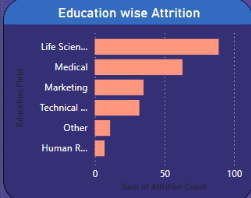 Education wise Attrition
Life Scien...
Medical
Marketing
Technical ...
Other
Human R...
Education Field
0 50 100
Sum of Attrition Count